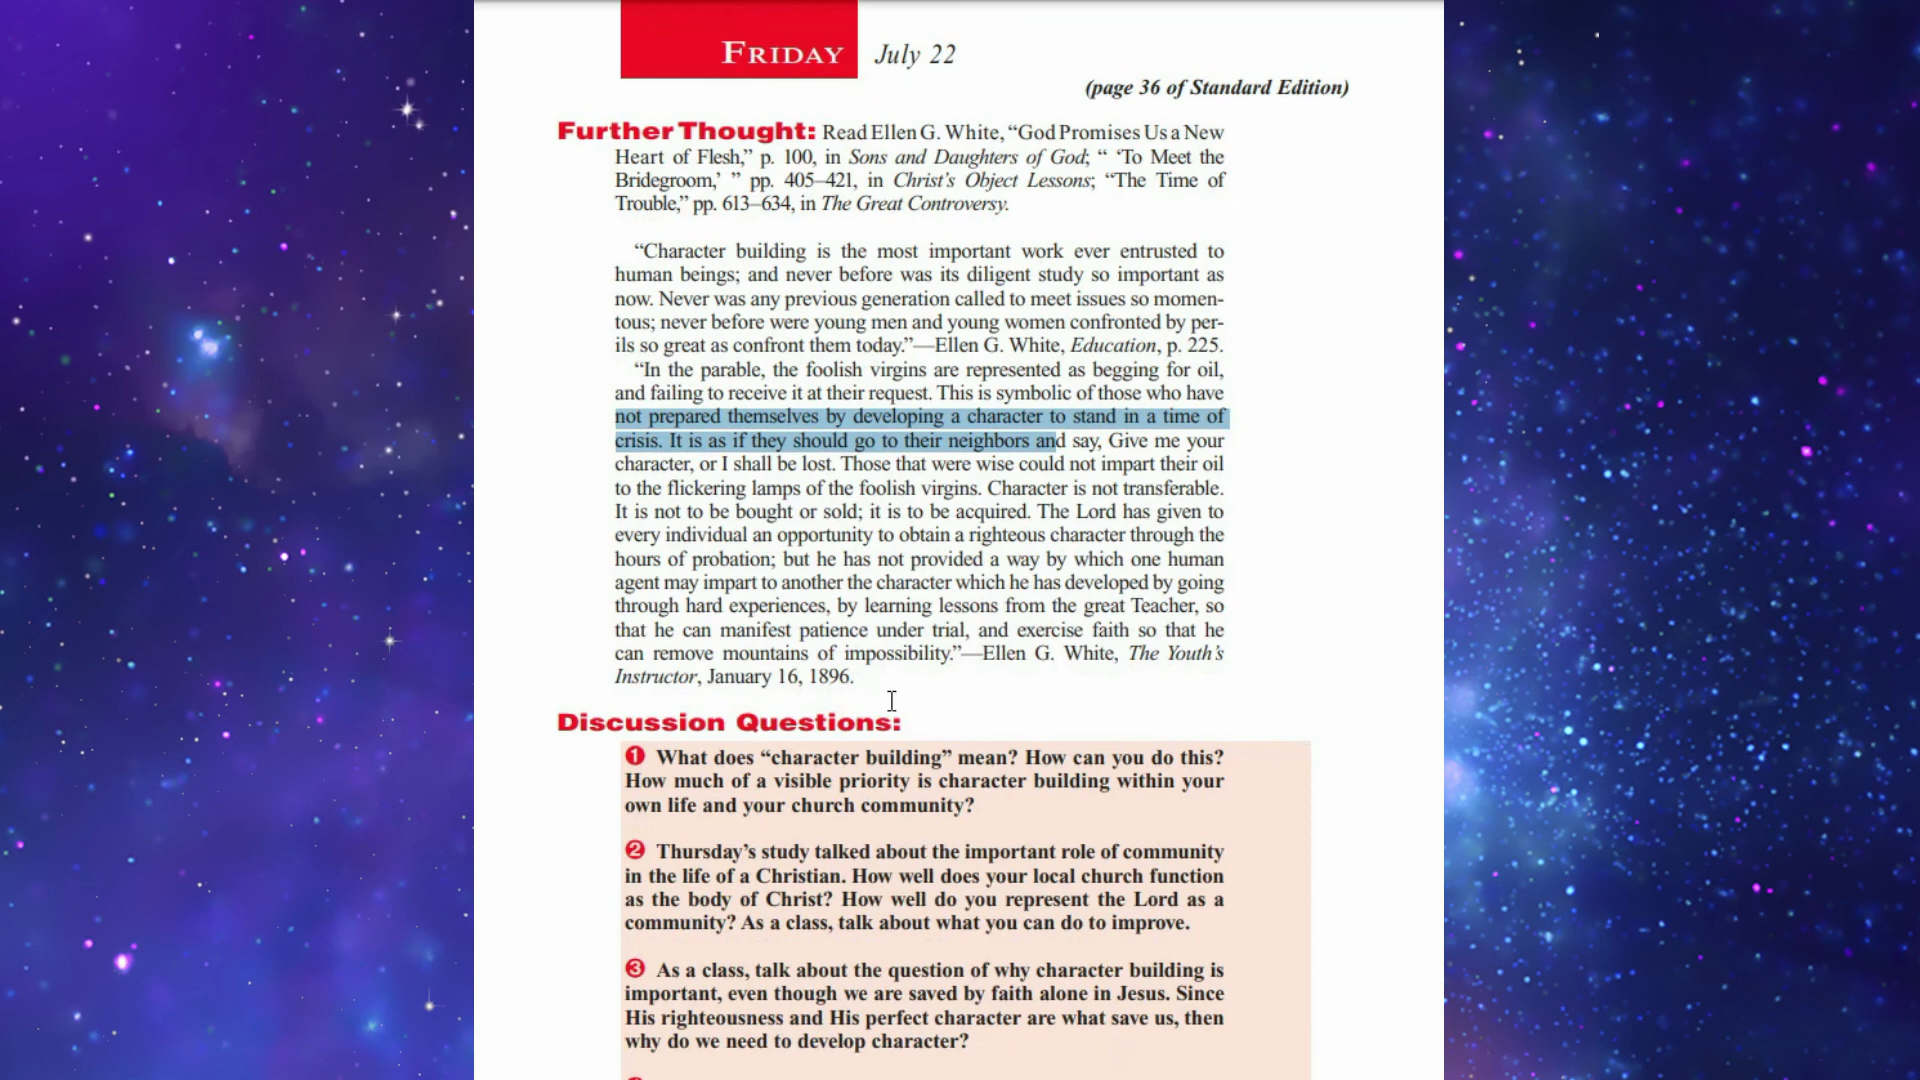 FRIDAY July 22
(page 36 of Standard Edition)
Further Thought: Read Ellen G. White, “God Promises Us a New
Heart of Flesh,” p. 100, in Sons and Daughters of God; “ ‘To Meet the
Bridegroom,’ ” pp. 405–421, in Christ’s Object Lessons; “The Time of
Trouble,” pp. 613–634, in The Great Controversy.
“Character building is the most important work ever entrusted to
human beings; and never before was its diligent study so important as
now. Never was any previous generation called to meet issues so momen-
tous; never before were young men and young women confronted by per-
ils so great as confront them today.”—Ellen G. White, Education, p. 225.
“In the parable, the foolish virgins are represented as begging for oil,
and failing to receive it at their request. This is symbolic of those who have
not prepared themselves by developing a character to stand in a time of
crisis. It is as if they should go to their neighbors and say, Give me your
character, or I shall be lost. Those that were wise could not impart their oil
to the flickering lamps of the foolish virgins. Character is not transferable.
It is not to be bought or sold; it is to be acquired. The Lord has given to
every individual an opportunity to obtain a righteous character through the
hours of probation; but he has not provided a way by which one human
agent may impart to another the character which he has developed by going
through hard experiences, by learning lessons from the great Teacher, so
that he can manifest patience under trial, and exercise faith so that he
can remove mountains of impossibility.”—Ellen G. White, The Youth’s
Instructor, January 16, 1896.
Discussion Questions:
1 What does “character building” mean? How can you do this?
How much of a visible priority is character building within your
own life and your church community?
2 Thursday’s study talked about the important role of community
in the life of a Christian. How well does your local church function
as the body of Christ? How well do you represent the Lord as a
community? As a class, talk about what you can do to improve.
3 As a class, talk about the question of why character building is
important, even though we are saved by faith alone in Jesus. Since
His righteousness and His perfect character are what save us, then
why do we need to develop character?